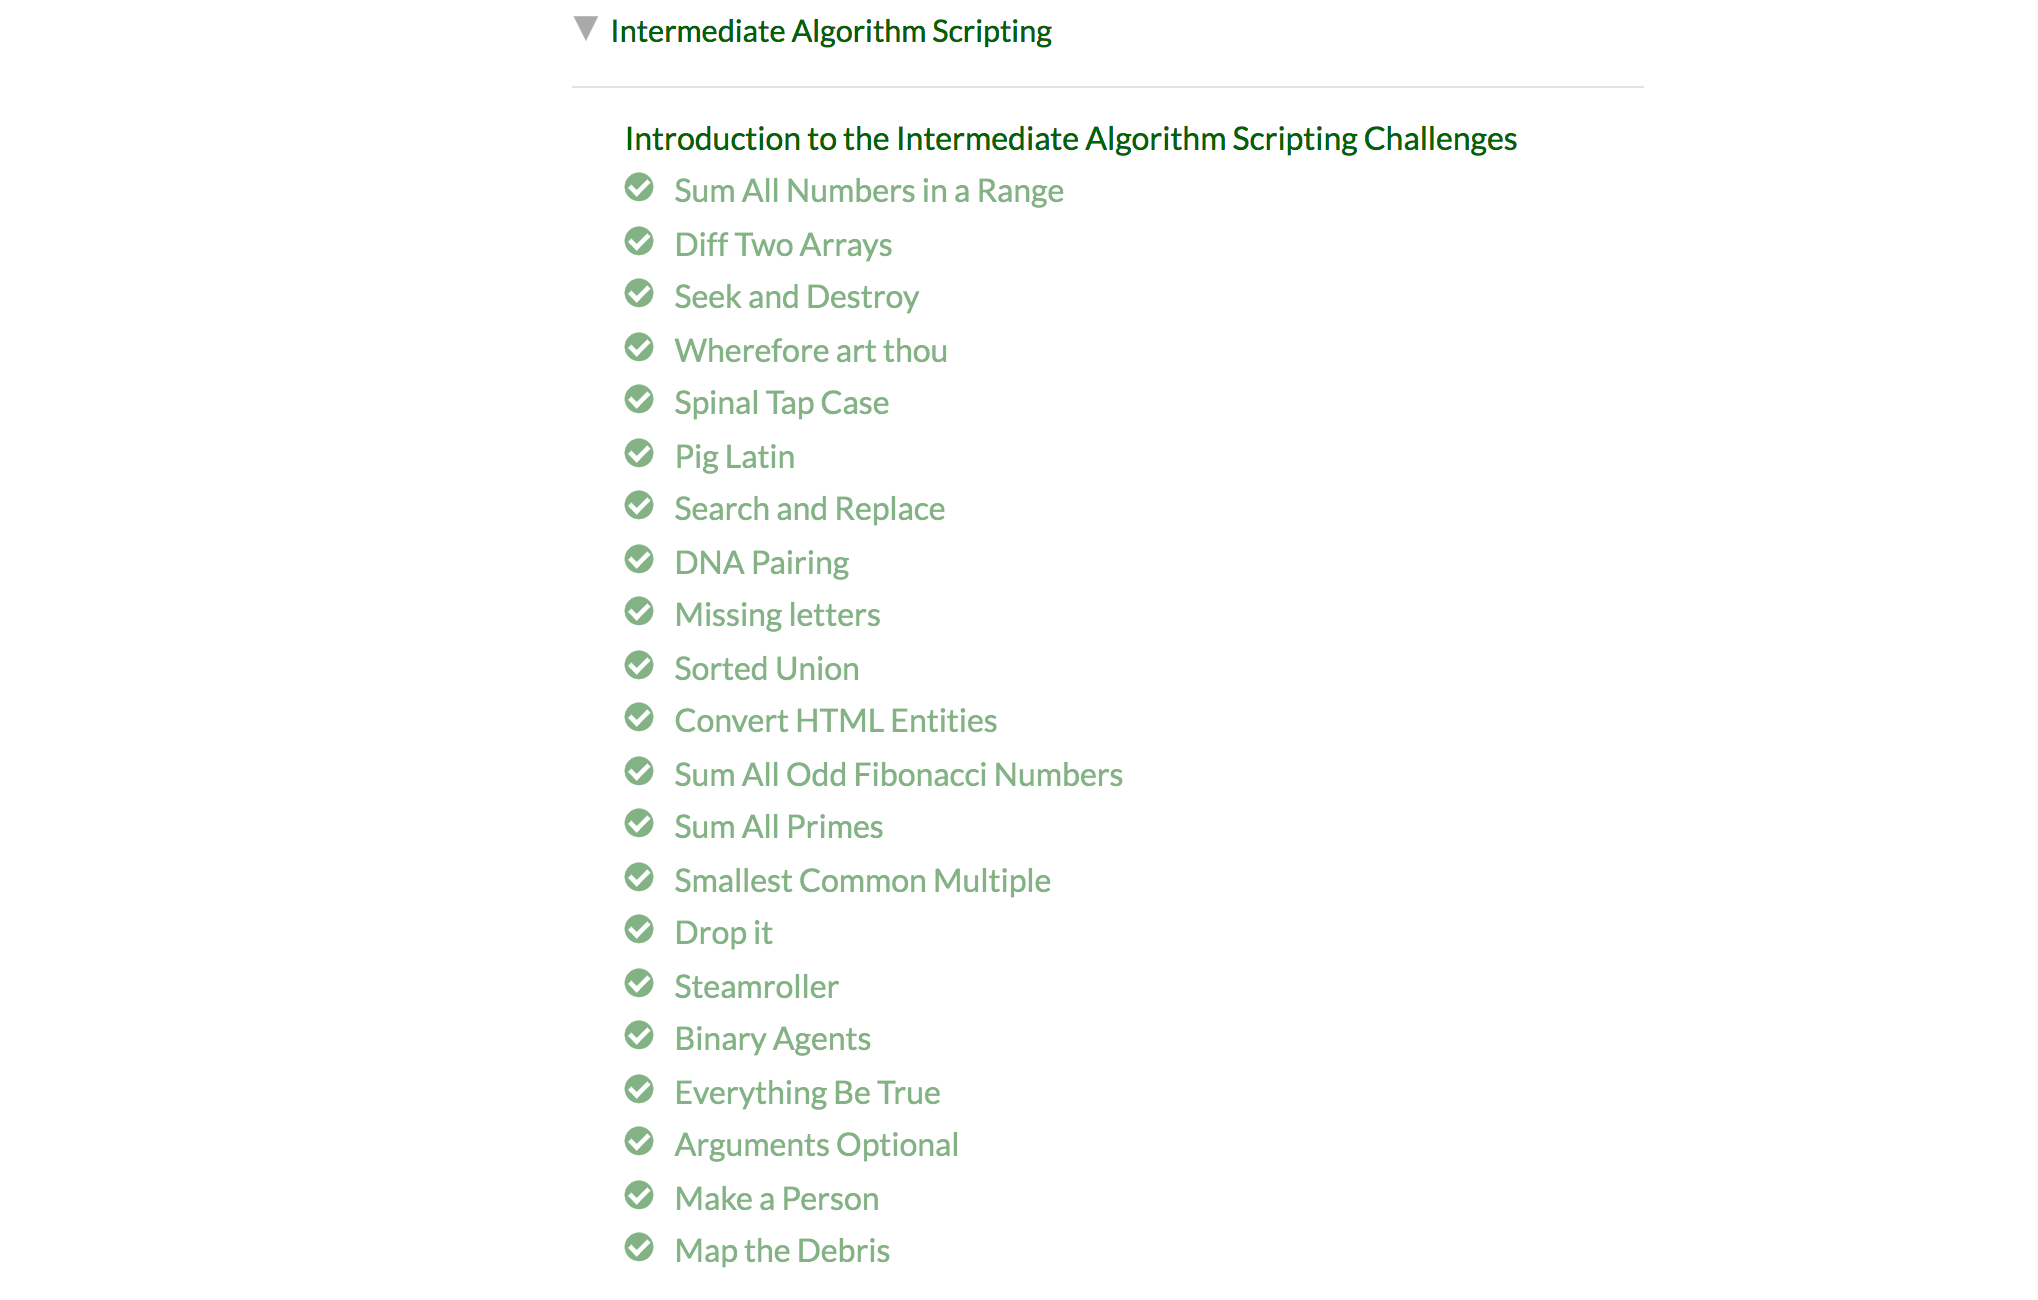 Intermediate Algorithm Scripting
Introduction to the Intermediate Algorithm Scripting Challenges
Sum All Numbers in a Range
Diff Two Arrays
Seek and Destroy
Wherefore art thou
Spinal Tap Case
Pig Latin
Search and Replace
DNA Pairing
Missing letters
Sorted Union
Convert HTML Entities
Sum All Odd Fibonacci Numbers
Sum All Primes
Smallest Common Multiple
Drop it
Steamroller
Binary Agents
Everything Be True
Arguments Optional
Make a Person
Map the Debris